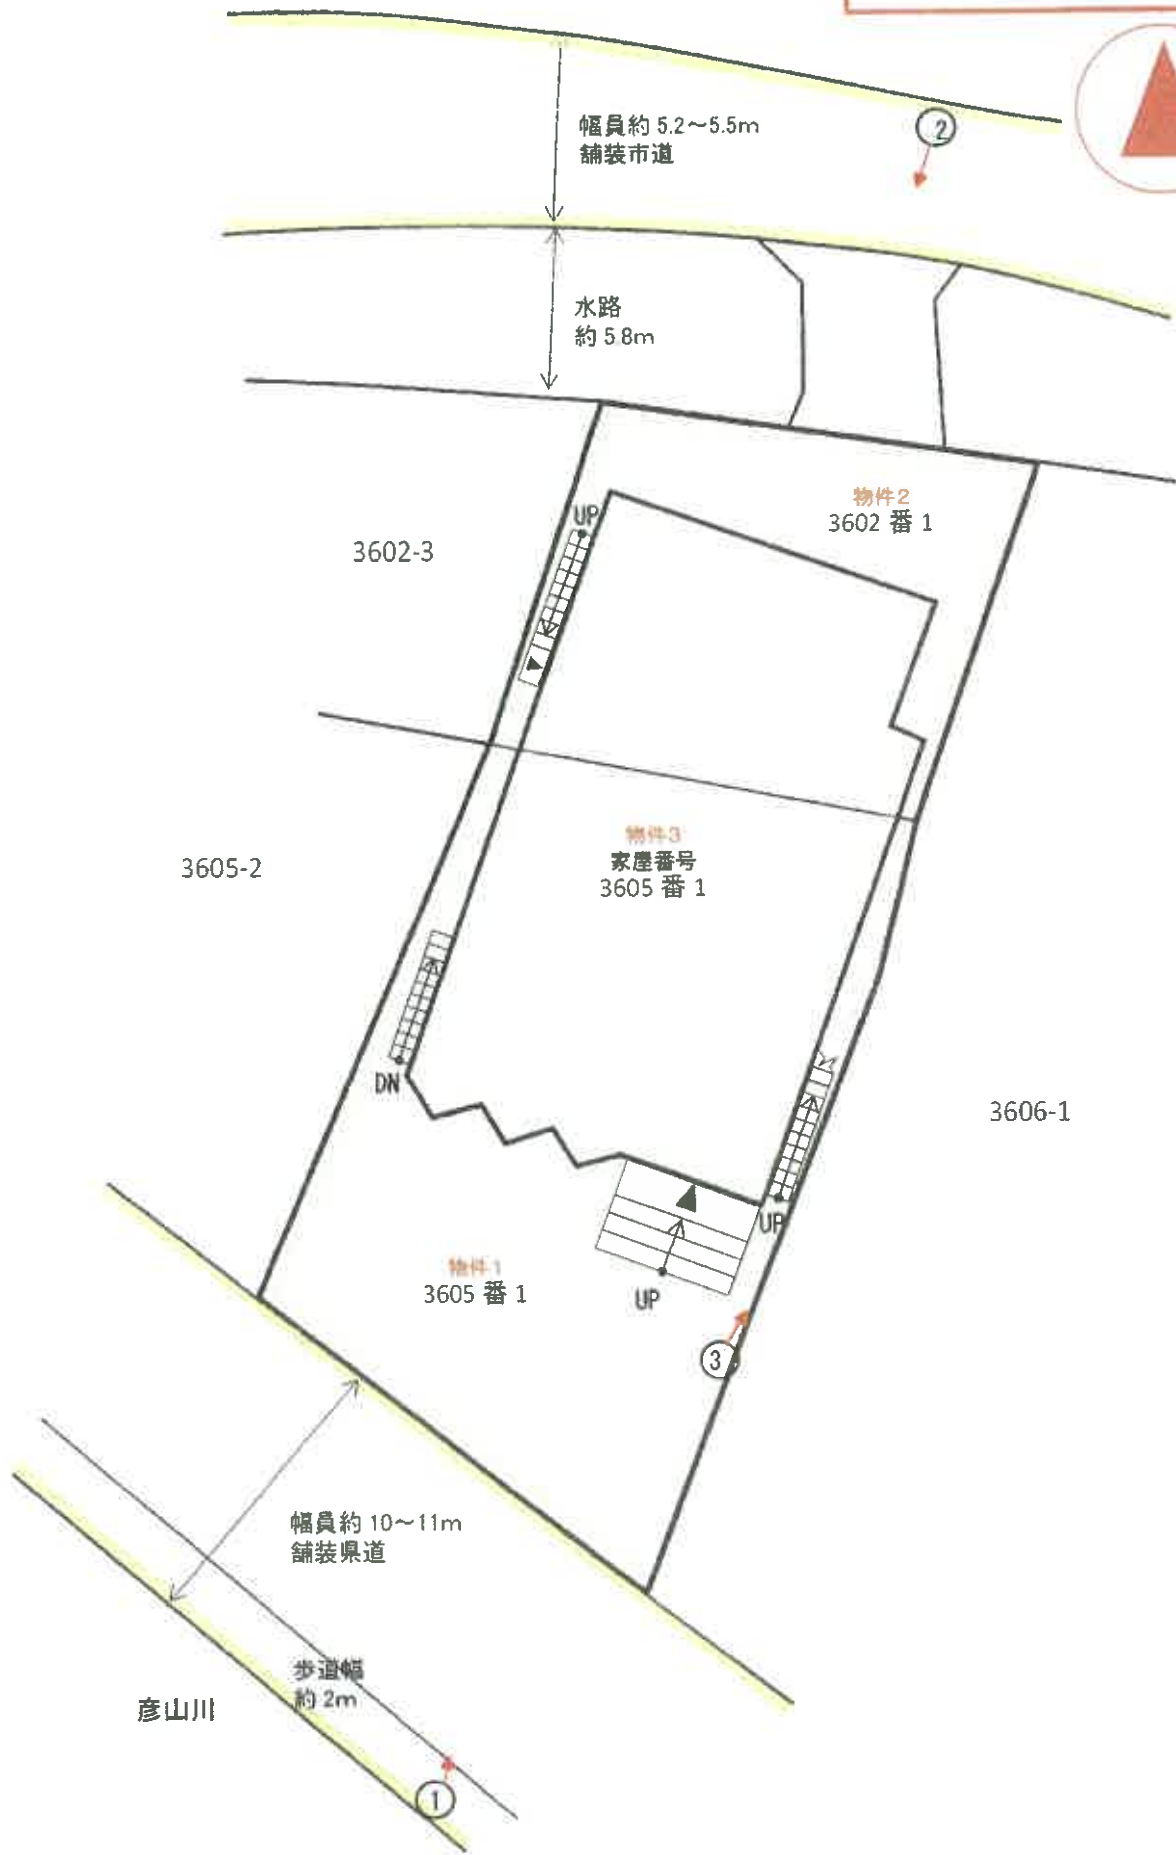 幅員約 5.2～5.5m
舗装市道
2
水路
約 5.8m
物件2
3602 番 1
UP
3602-3
物件3
家屋番号
3605 番 1
3605-2
DN
3606-1
UP
物件1
3605 番 1
UP
3
幅員約 10～11m
舗装県道
歩道幅
約 2m
彦山川
1